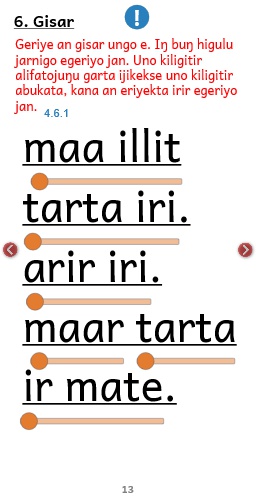 6. Gisar
!
Geriye an gisar ungo e. Iŋ buŋ higulu
jarnigo egeriyo jan. Uno kiligitir
alifatojuŋu garta ijikekse uno kiligitir
abukata, kana an eriyekta irir egeriyo
jan.
4.6.1
maa illit
tarta iri.
arir iri.
maar tarta
ir mate.
13